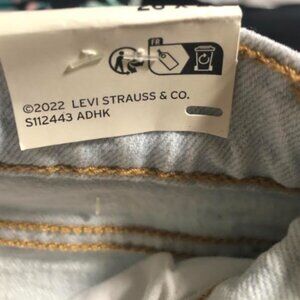 FR
©2022 LEVI STRAUSS & CO.
S112443 ADHK